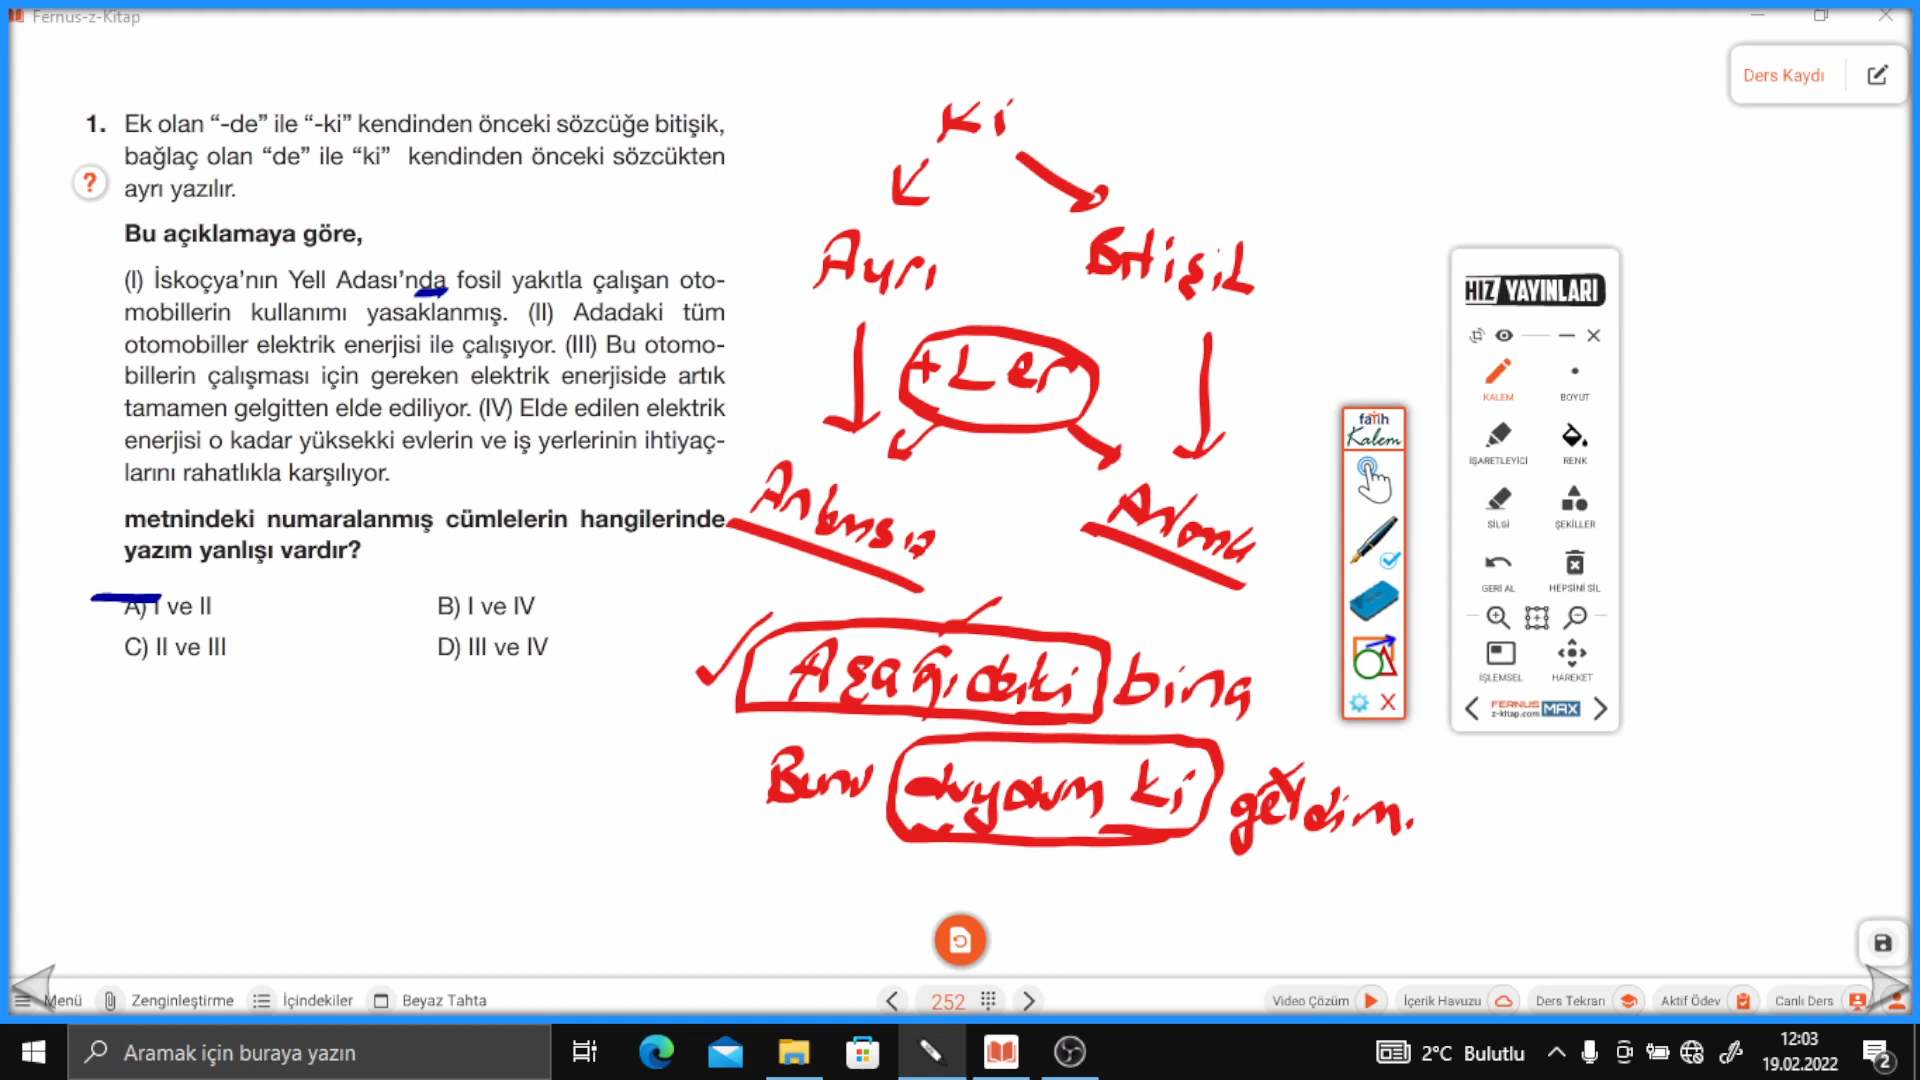 Fernus-z-Kitap
Ders Kaydı
1. Ek olan “-de” ile “-ki” kendinden önceki sözcüğe bitişik,
bağlaç olan “de” ile “ki” kendinden önceki sözcükten
ayrı yazılır.
Bu açıklamaya göre,
(I) İskoçya’nın Yell Adası’nda fosil yakıtla çalışan oto-
mobillerin kullanımı yasaklanmış. (II) Adadaki tüm
otomobiller elektrik enerjisi ile çalışıyor. (III) Bu otomo-
billerin çalışması için gereken elektrik enerjiside artık
tamamen gelgitten elde ediliyor. (IV) Elde edilen elektrik
enerjisi o kadar yüksekki evlerin ve iş yerlerinin ihtiyaç-
larını rahatlıkla karşılıyor.
metnindeki numaralanmış cümlelerin hangilerinde
yazım yanlışı vardır?
A) I ve II
B) I ve IV
C) II ve III
D) III ve IV
?
Ki
Ayrı
Bitişik
+Ler
Aşağıdaki bina
Bunu duydum ki geldim.
fatih
Kalem
X
HIZ YAYINLARI
KALEM
BOYUT
İŞARETLEYİCİ
RENK
SİLGİ
ŞEKİLLER
GERİ AL
HEPSİNİ SİL
İŞLEMSEL
HAREKET
FERNUS
z-kitap.com
MAX
Menü
Zenginleştirme
İçindekiler
Beyaz Tahta
252
Video Çözüm
İçerik Havuzu
Ders Tekrarı
Aktif Ödev
Canlı Ders
Aramak için buraya yazın
2°C Bulutlu
12:03
19.02.2022
2